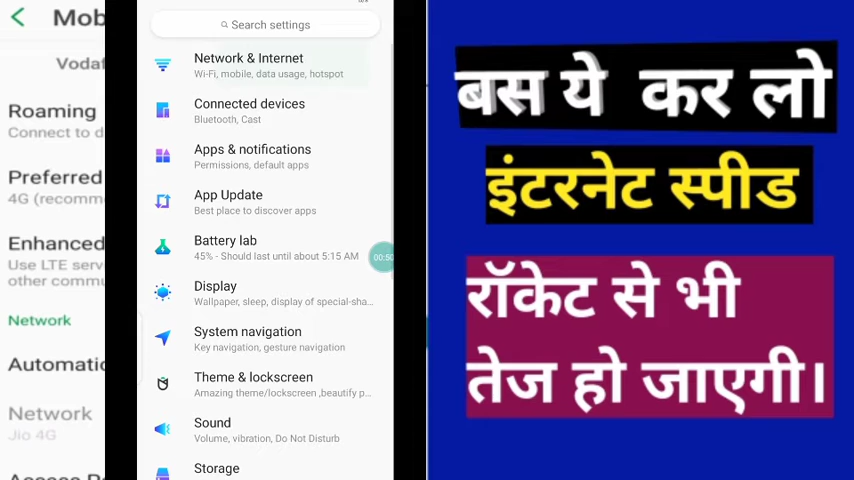 Mob
Vodaf
Roaming
Connect to d
Preferred
4G (recomm
Enhanced
Use LTE serv
other commu
Network
Automatic
Network
Jio 4G
Search settings
Network & Internet
Wi-Fi, mobile, data usage, hotspot
Connected devices
Bluetooth, Cast
Apps & notifications
Permissions, default apps
App Update
Best place to discover apps
Battery lab
45% - Should last until about 5:15 AM
00:50
Display
Wallpaper, sleep, display of special-sha...
System navigation
Key navigation, gesture navigation
Theme & lockscreen
Amazing theme/lockscreen ,beautify p...
Sound
Volume, vibration, Do Not Disturb
Storage
बस ये कर लो
इंटरनेट स्पीड
रॉकेट से भी
तेज हो जाएगी।